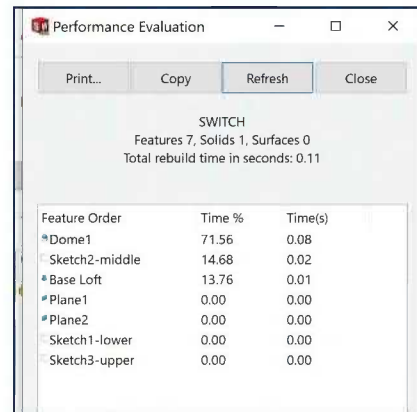 Performance Evaluation
Print... Copy Refresh Close
SWITCH
Features 7, Solids 1, Surfaces 0
Total rebuild time in seconds: 0.11
Feature Order Time % Time(s)
Dome1 71.56 0.08
Sketch2-middle 14.68 0.02
Base Loft 13.76 0.01
Plane1 0.00 0.00
Plane2 0.00 0.00
Sketch1-lower 0.00 0.00
Sketch3-upper 0.00 0.00